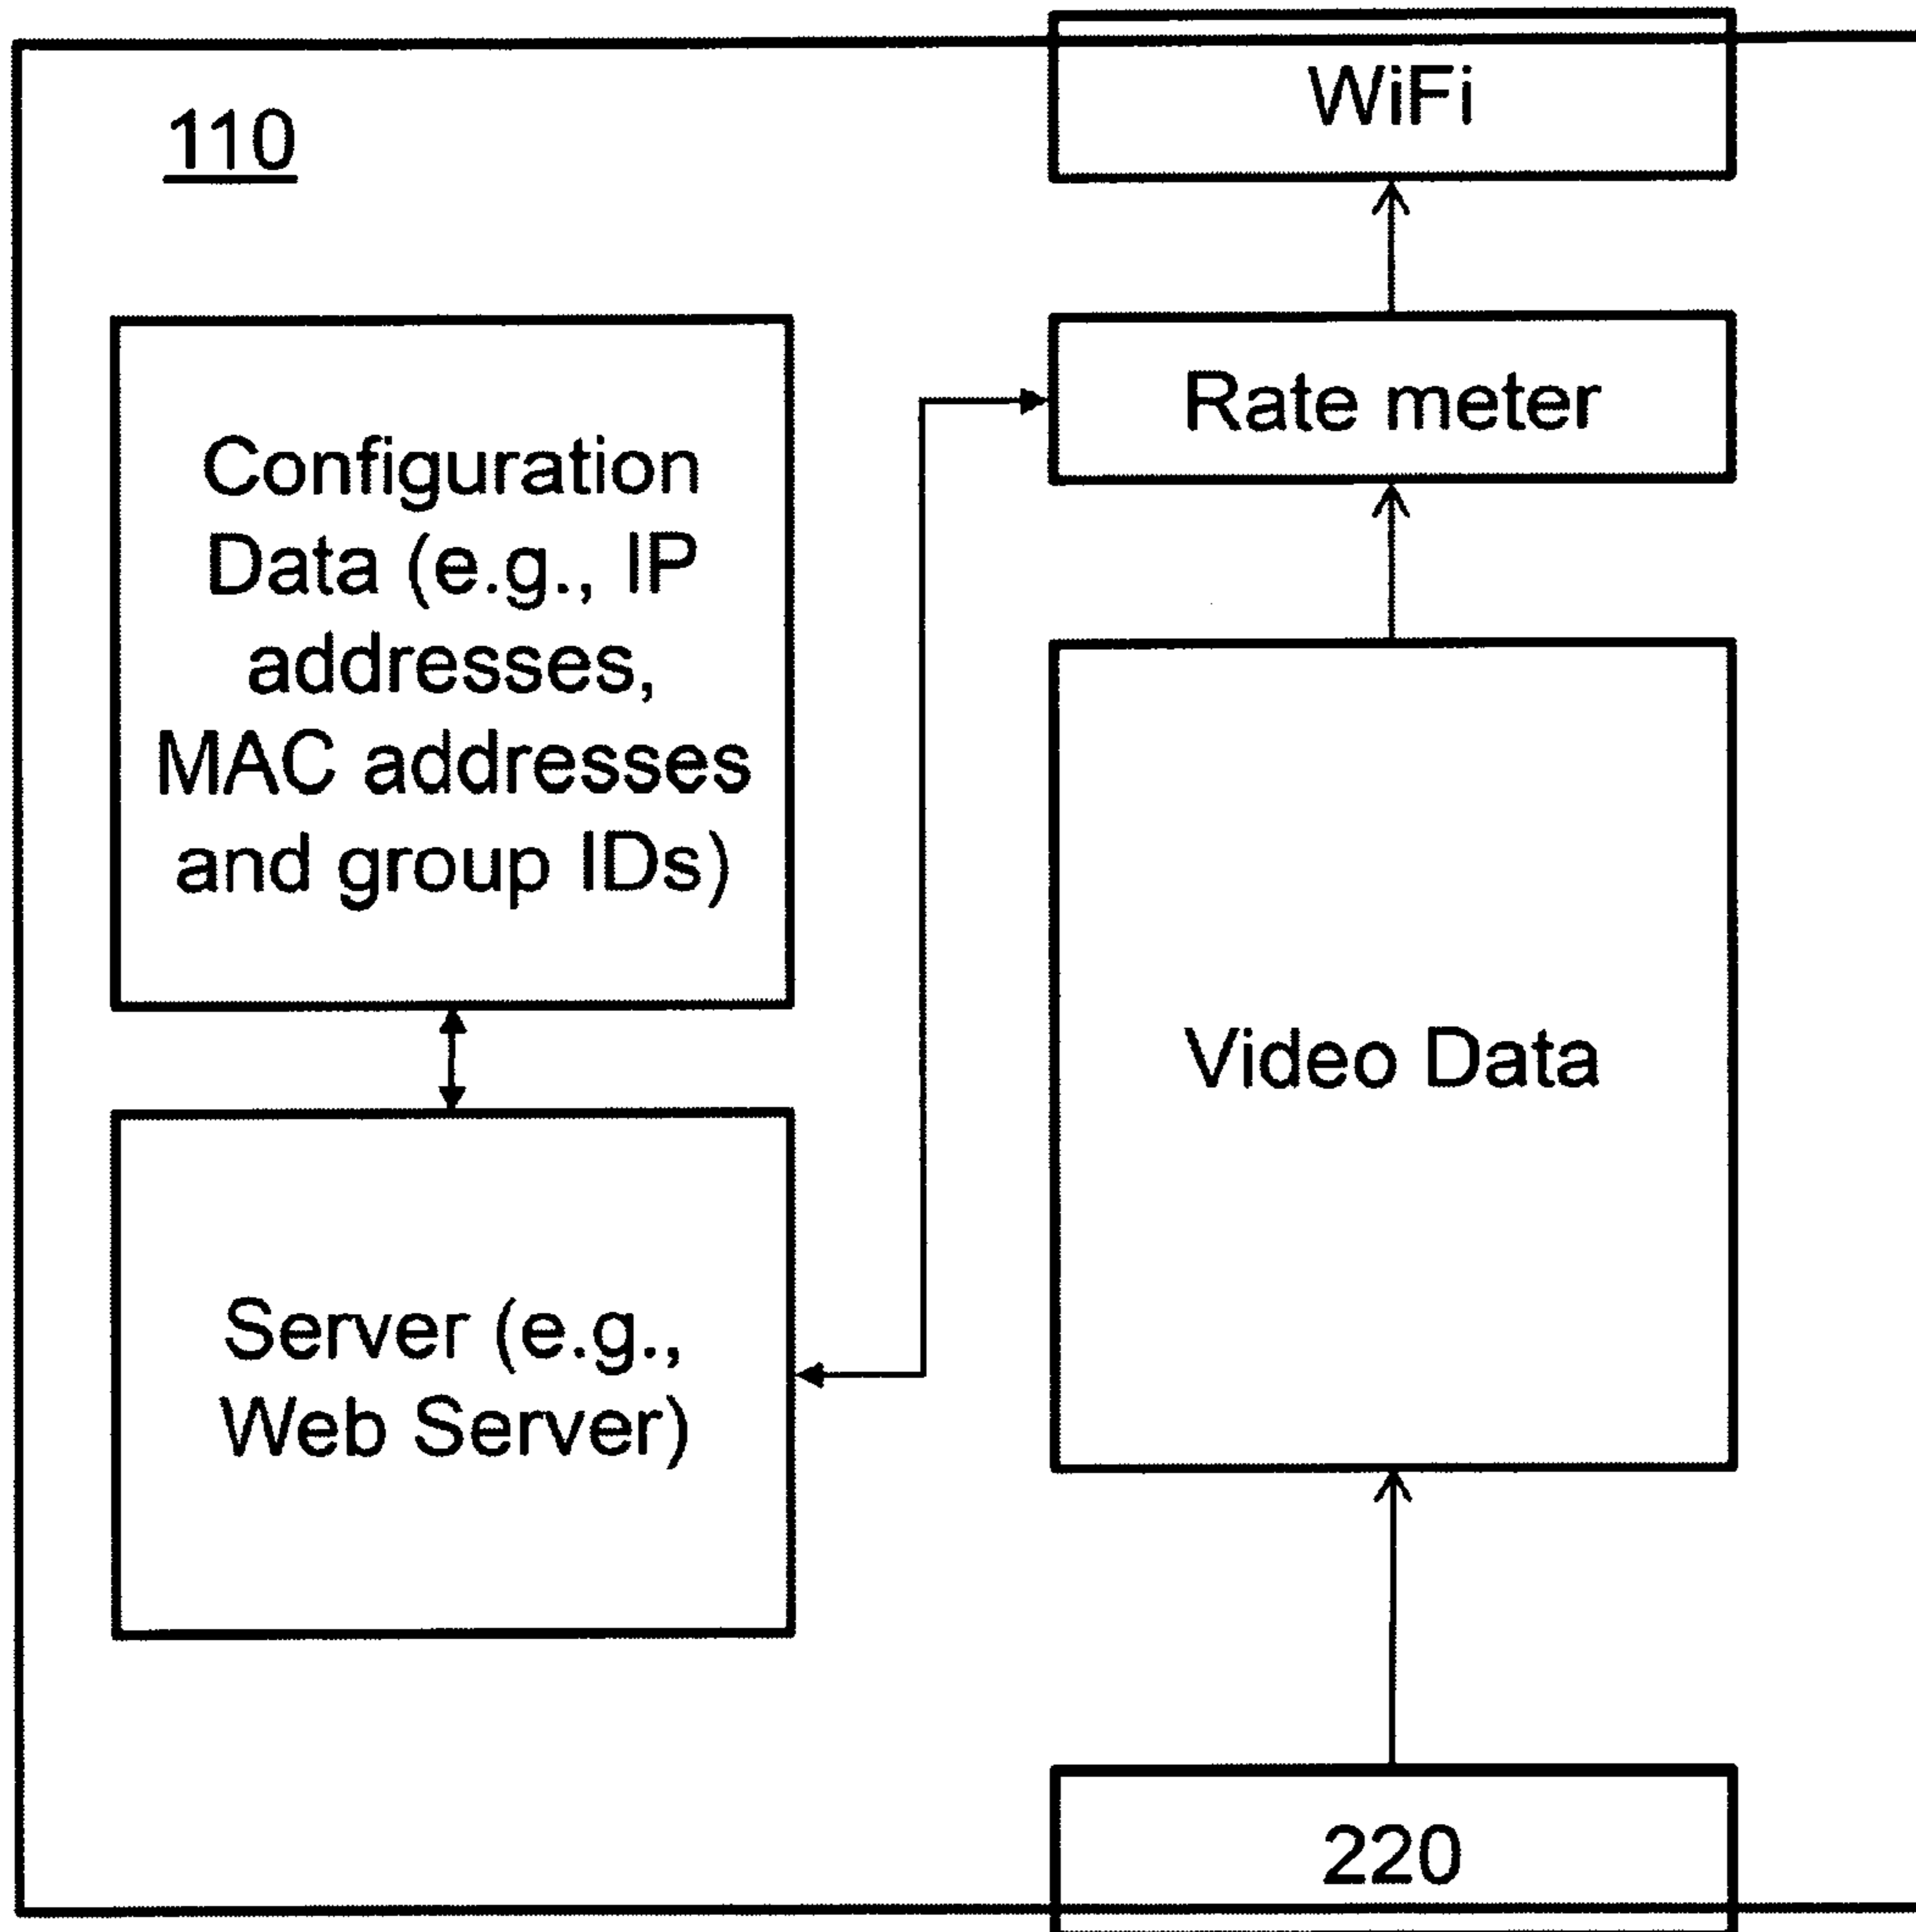 110
WiFi
Rate meter
Configuration
Data (e.g., IP
addresses,
MAC addresses
and group IDs)
Video Data
Server (e.g.,
Web Server)
220